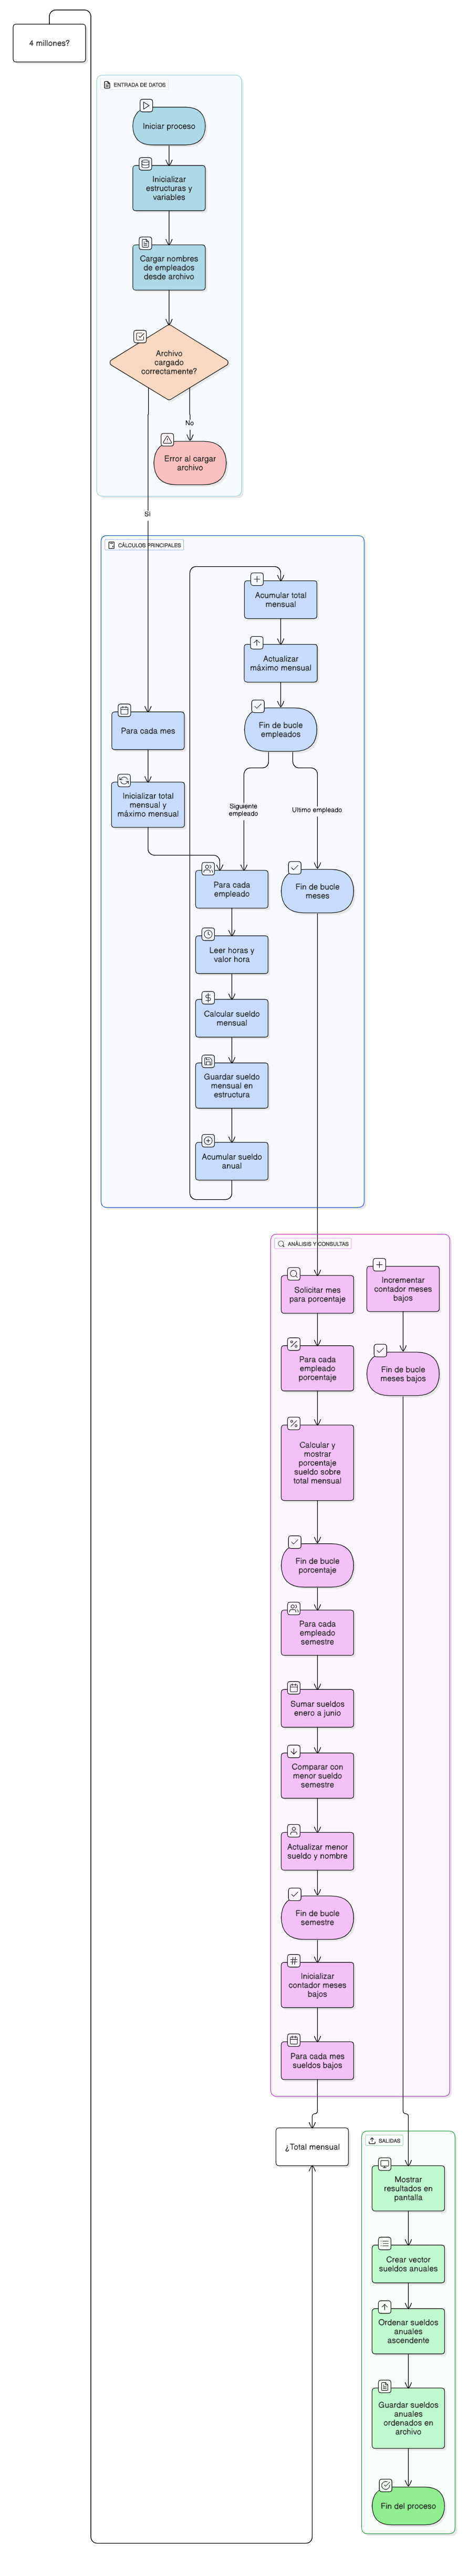 4 millones?
ENTRADA DE DATOS
Iniciar proceso
Inicializar
estructuras y
variables
Cargar nombres
de empleados
desde archivo
Archivo
cargado
correctamente?
No
Error al cargar
archivo
Sí
CÁLCULOS PRINCIPALES
Acumular total
mensual
Actualizar
máximo mensual
Fin de bucle
empleados
Para cada mes
Inicializar total
mensual y
máximo mensual
Siguiente
empleado
Ultimo empleado
Para cada
empleado
Fin de bucle
meses
Leer horas y
valor hora
Calcular sueldo
mensual
Guardar sueldo
mensual en
estructura
Acumular sueldo
anual
ANÁLISIS Y CONSULTAS
Solicitar mes
para porcentaje
Incrementar
contador meses
bajos
Para cada
empleado
porcentaje
Fin de bucle
meses bajos
Calcular y
mostrar
porcentaje
sueldo sobre
total mensual
Fin de bucle
porcentaje
Para cada
empleado
semestre
Sumar sueldos
enero a junio
Comparar con
menor sueldo
semestre
Actualizar menor
sueldo y nombre
Fin de bucle
semestre
Inicializar
contador meses
bajos
Para cada mes
sueldos bajos
¿Total mensual
SALIDAS
Mostrar
resultados en
pantalla
Crear vector
sueldos anuales
Ordenar sueldos
anuales
ascendente
Guardar sueldos
anuales
ordenados en
archivo
Fin del proceso